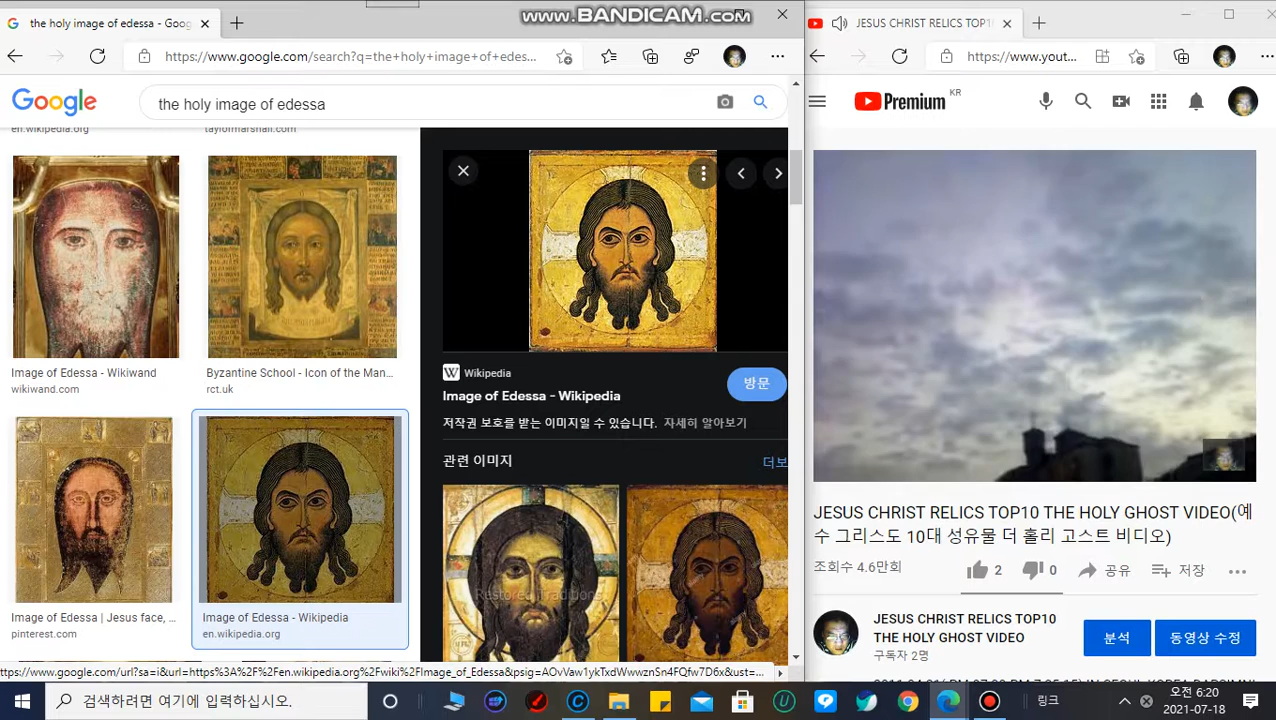 the holy image of edessa - Goog
www.BANDICAM.com
JESUS CHRIST RELICS TOP1
https://www.google.com/search?q=the+holy+image+of+edes...
https://www.yout...
Google
the holy image of edessa
Premium KR
en.wikipedia.org
taylormarshall.com
Image of Edessa - Wikiwand
wikiwand.com
Byzantine School - Icon of the Man...
rct.uk
Image of Edessa | Jesus face, ...
pinterest.com
Image of Edessa - Wikipedia
en.wikipedia.org
Wikipedia
Image of Edessa - Wikipedia
방문
저작권 보호를 받는 이미지일 수 있습니다. 자세히 알아보기
관련 이미지
더보
Restored Traditions
JESUS CHRIST RELICS TOP10 THE HOLY GHOST VIDEO(예
수 그리스도 10대 성유물 더 홀리 고스트 비디오)
조회수 4.6만회
2
0
공유
저장
JESUS CHRIST RELICS TOP10
THE HOLY GHOST VIDEO
구독자 2명
분석
동영상 수정
https://www.google.com/url?sa=i&url=https%3A%2F%2Fen.wikipedia.org%2Fwiki%2FImage_of_Edessa&psig=AOvVaw1ykTxdWwwznSn4FQfw7D6x&ust=...
검색하려면 여기에 입력하십시오.
링크
오전 6:20
2021-07-18